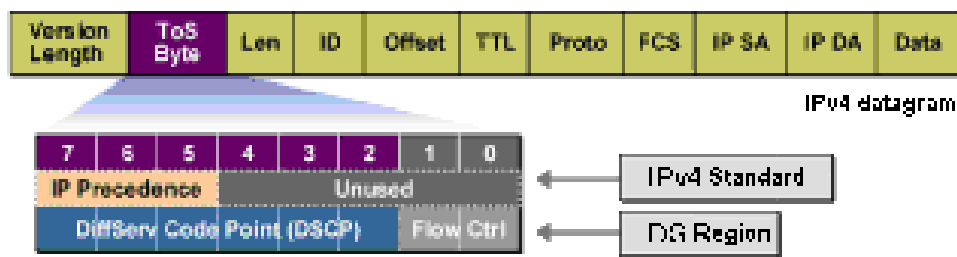 Version Length
ToS Byte
Len
ID
Offset
TTL
Proto
FCS
IP SA
IP DA
Data
IPv4 datagram
7 6 5 4 3 2 1 0
IP Precedence
Unused
IPv4 Standard
DiffServ Code Point (DSCP)
Flow Ctrl
DG Region